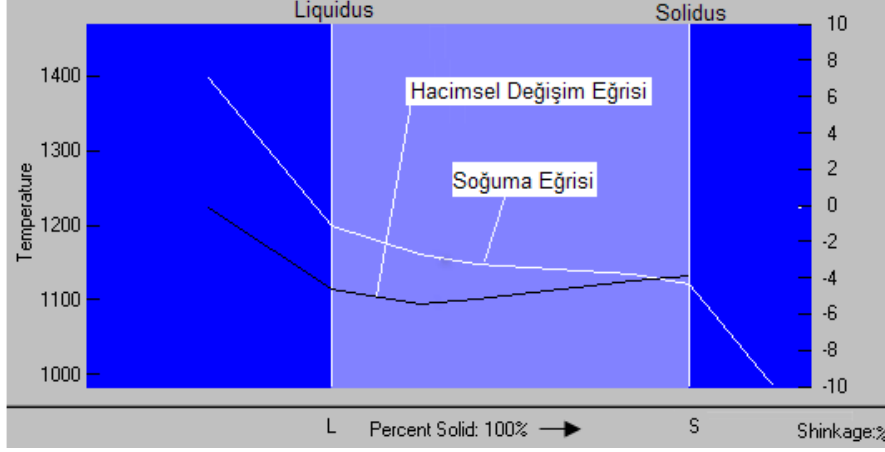 Liquidus
Solidus
1400
1300
1200
1100
1000
Temperature
Hacimsel Değişim Eğrisi
Soğuma Eğrisi
10
8
6
4
2
0
-2
-4
-6
-8
-10
L
Percent Solid: 100%
S
Shinkage:%